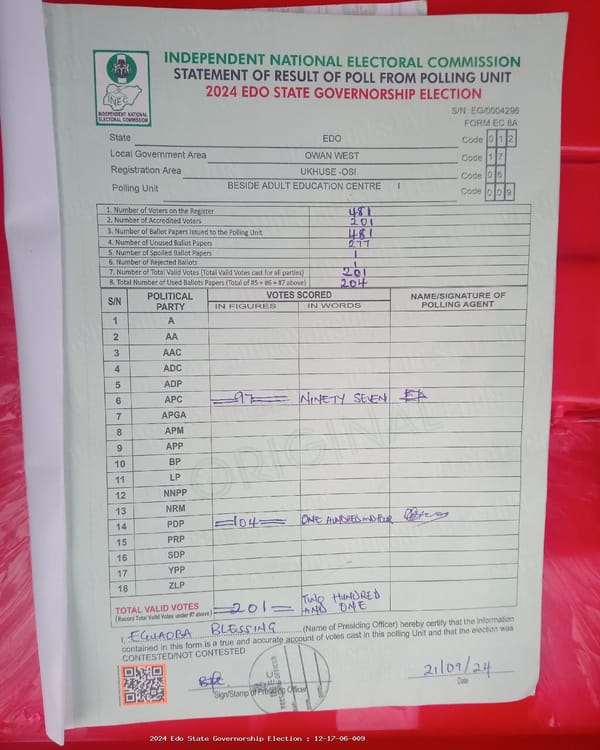 INDEPENDENT NATIONAL ELECTORAL COMMISSION
STATEMENT OF RESULT OF POLL FROM POLLING UNIT
2024 EDO STATE GOVERNORSHIP ELECTION
INEC
INDEPENDENT NATIONAL ELECTORAL COMMISSION
S/N: EG/0004296
FORM EC 8A
State EDO Code 0 1 2
Local Government Area OWAN WEST Code 1 7
Registration Area UKHUSE -OSI Code 0 6
Polling Unit BESIDE ADULT EDUCATION CENTRE I Code 0 0 9
1. Number of Voters on the Register 481
2. Number of Accredited Voters 201
3. Number of Ballot Papers Issued to the Polling Unit 481
4. Number of Unused Ballot Papers 277
5. Number of Spoiled Ballot Papers 1
6. Number of Rejected Ballots 1
7. Number of Total Valid Votes (Total Valid Votes cast for all parties) 201
8. Total Number of Used Ballots Papers (Total of #5 + #6 + #7 above) 204
S/N POLITICAL PARTY VOTES SCORED NAME/SIGNATURE OF POLLING AGENT
IN FIGURES IN WORDS
1 A
2 AA
3 AAC
4 ADC
5 ADP
6 APC 97 NINETY SEVEN
7 APGA
8 APM
9 APP
10 BP
11 LP
12 NNPP
13 NRM
14 PDP 104 ONE HUNDRED AND FOUR
15 PRP
16 SDP
17 YPP
18 ZLP
ORIGINAL
TOTAL VALID VOTES 201 TWO HUNDRED AND ONE
(Record Total Valid Votes under #7 above)
I, EGUADBA BLESSING (Name of Presiding Officer) hereby certify that the information
contained in this form is a true and accurate account of votes cast in this polling Unit and that the election was
CONTESTED/NOT CONTESTED
Sign/Stamp of Presiding Officer
21/09/24
Date
2024 Edo State Governorship Election : 12-17-06-009